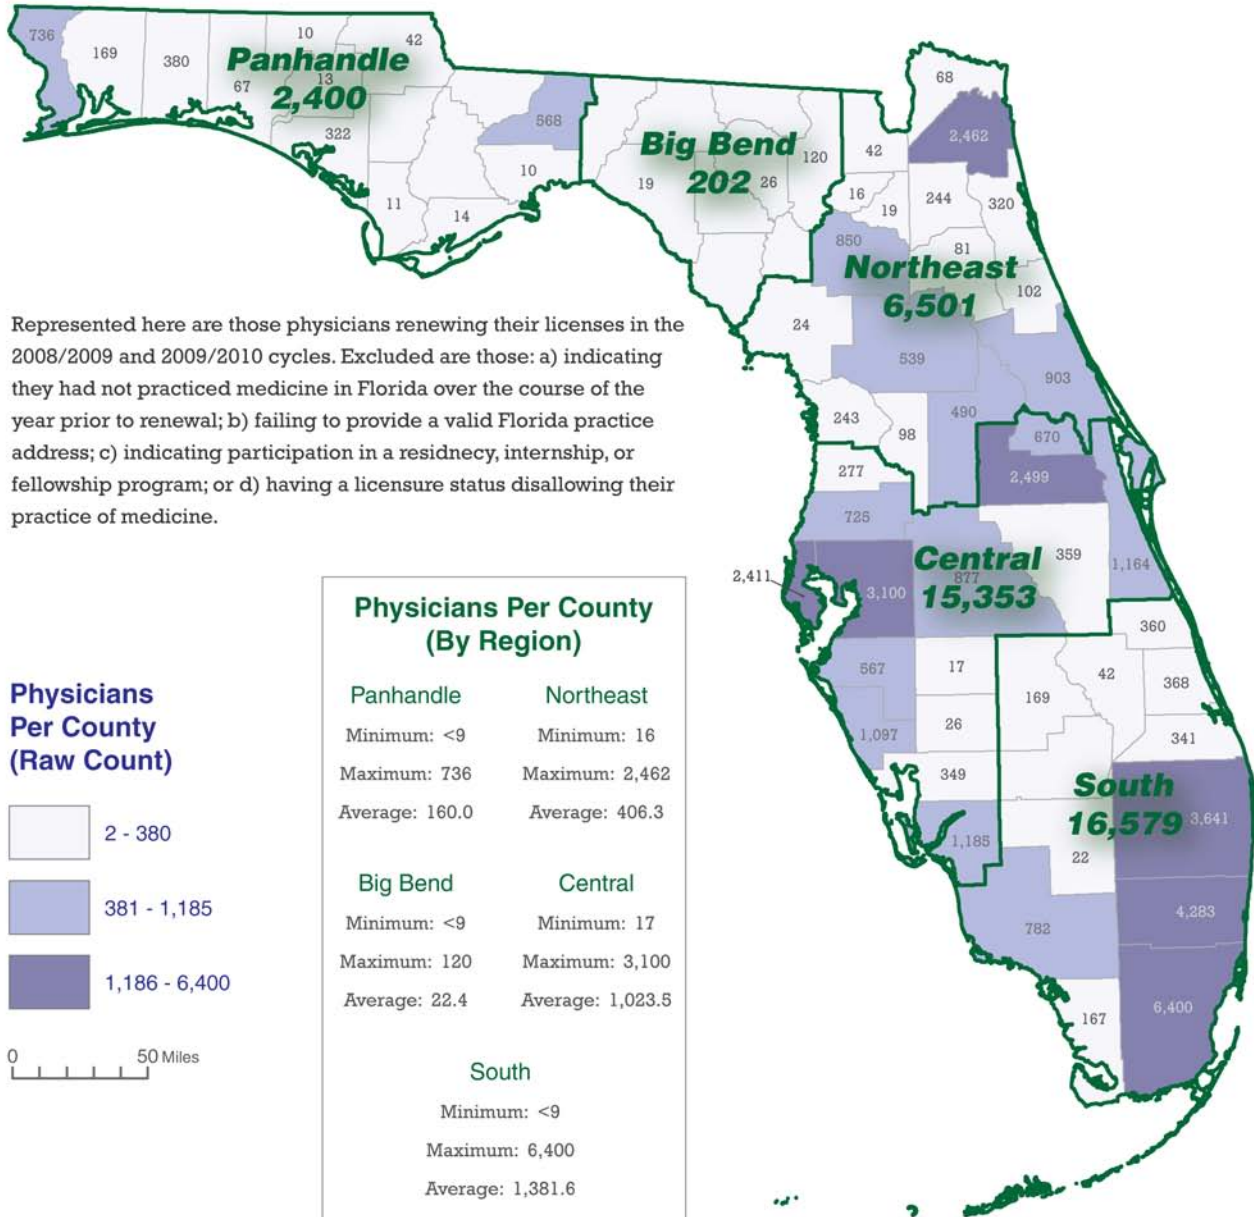 736
169
380
67
10
13
42
Panhandle
2,400
322
11
14
10
568
Big Bend
202
19
26
120
68
2,462
42
16
19
244
320
850
81
Northeast
6,501
102
24
539
903
243
98
490
670
277
2,499
725
Central
15,353
877
359
1,164
2,411
3,100
360
567
17
169
42
368
26
1,097
341
349
South
16,579
3,641
1,185
22
782
4,283
167
6,400
Represented here are those physicians renewing their licenses in the
2008/2009 and 2009/2010 cycles. Excluded are those: a) indicating
they had not practiced medicine in Florida over the course of the
year prior to renewal; b) failing to provide a valid Florida practice
address; c) indicating participation in a residnecy, internship, or
fellowship program; or d) having a licensure status disallowing their
practice of medicine.
Physicians
Per County
(Raw Count)
2 - 380
381 - 1,185
1,186 - 6,400
0 50 Miles
Physicians Per County
(By Region)
Panhandle
Minimum: <9
Maximum: 736
Average: 160.0
Northeast
Minimum: 16
Maximum: 2,462
Average: 406.3
Big Bend
Minimum: <9
Maximum: 120
Average: 22.4
Central
Minimum: 17
Maximum: 3,100
Average: 1,023.5
South
Minimum: <9
Maximum: 6,400
Average: 1,381.6